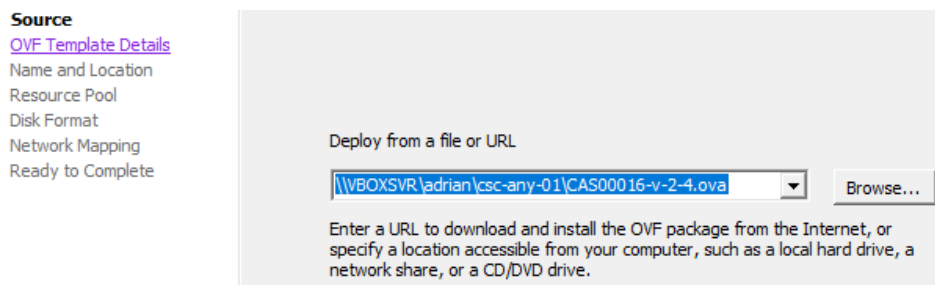 Source
OVF Template Details
Name and Location
Resource Pool
Disk Format
Network Mapping
Ready to Complete
Deploy from a file or URL
\\VBOXSVR\adrian\csc-any-01\CAS00016-v-2-4.ova
Browse...
Enter a URL to download and install the OVF package from the Internet, or
specify a location accessible from your computer, such as a local hard drive, a
network share, or a CD/DVD drive.